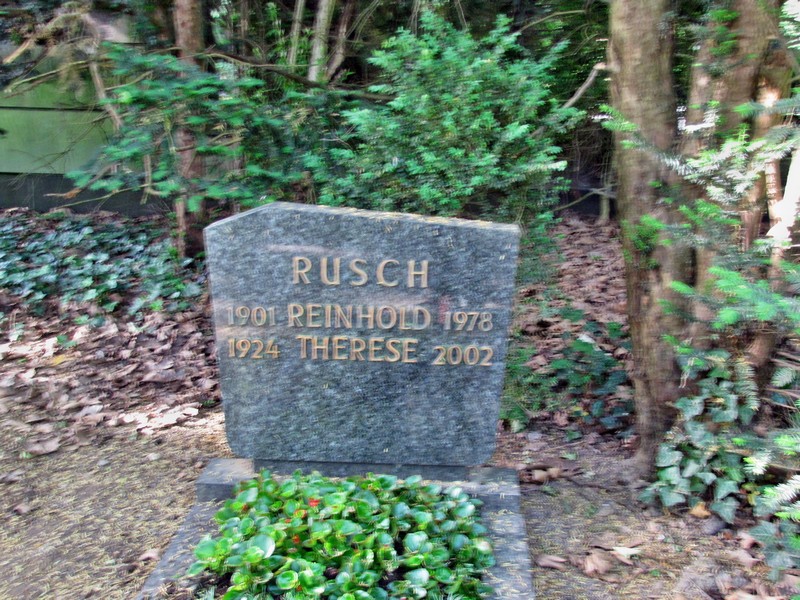 RUSCH
1901 REINHOLD 1978
1924 THERESE 2002